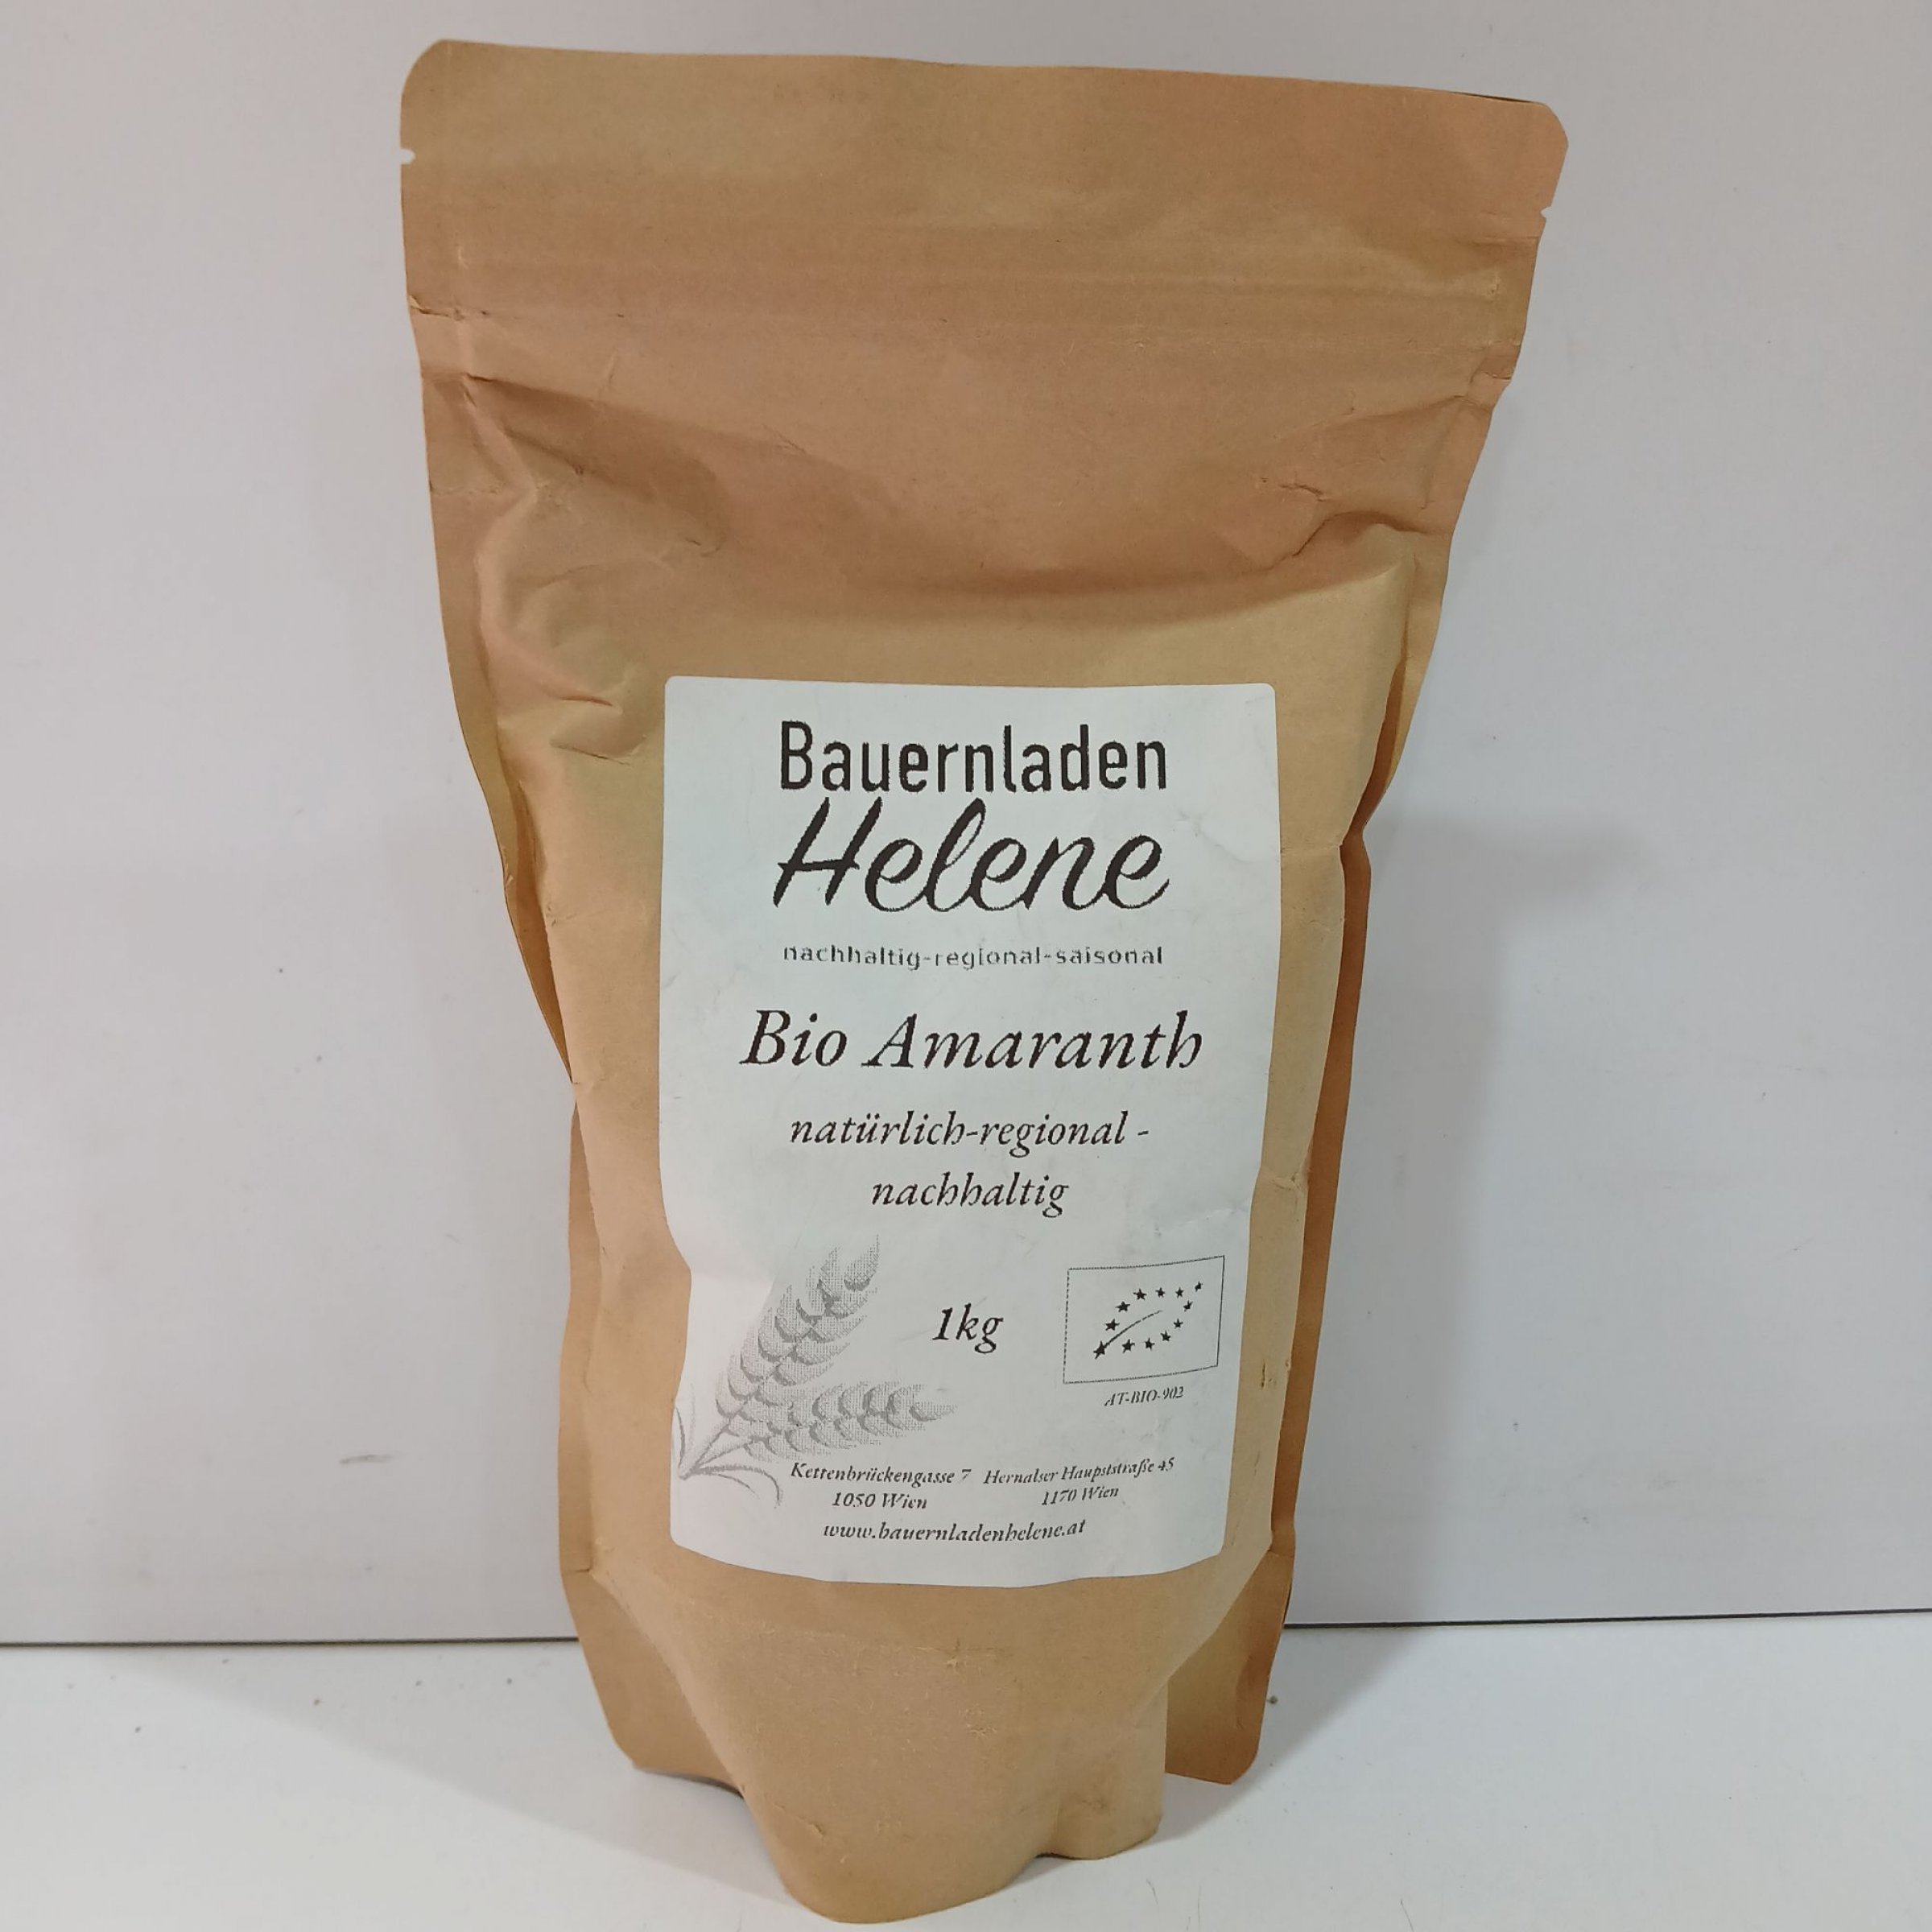 Bauernladen
Helene
nachhaltig-regional-saisonal
Bio Amaranth
natürlich-regional -
nachhaltig
1kg
AT-BIO-902
Kettenbrückengasse 7 Hernalser Haupststraße 45
1050 Wien 1170 Wien
www.bauernladenhelene.at